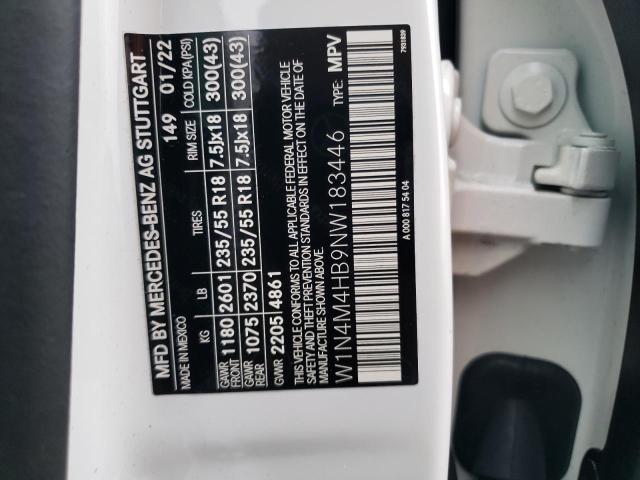 MFD BY MERCEDES-BENZ AG STUTTGART
MADE IN MEXICO 149 01/22
KG LB TIRES RIM SIZE COLD KPA(PSI)
GAWR FRONT 1180 2601 235/55 R18 7.5Jx18 300(43)
GAWR REAR 1075 2370 235/55 R18 7.5Jx18 300(43)
GVWR 2205 4861
THIS VEHICLE CONFORMS TO ALL APPLICABLE FEDERAL MOTOR VEHICLE
SAFETY AND THEFT PREVENTION STANDARDS IN EFFECT ON THE DATE OF
MANUFACTURE SHOWN ABOVE.
W1N4M4HB9NW183446 TYPE: MPV
A 000 817 54 04 7931839